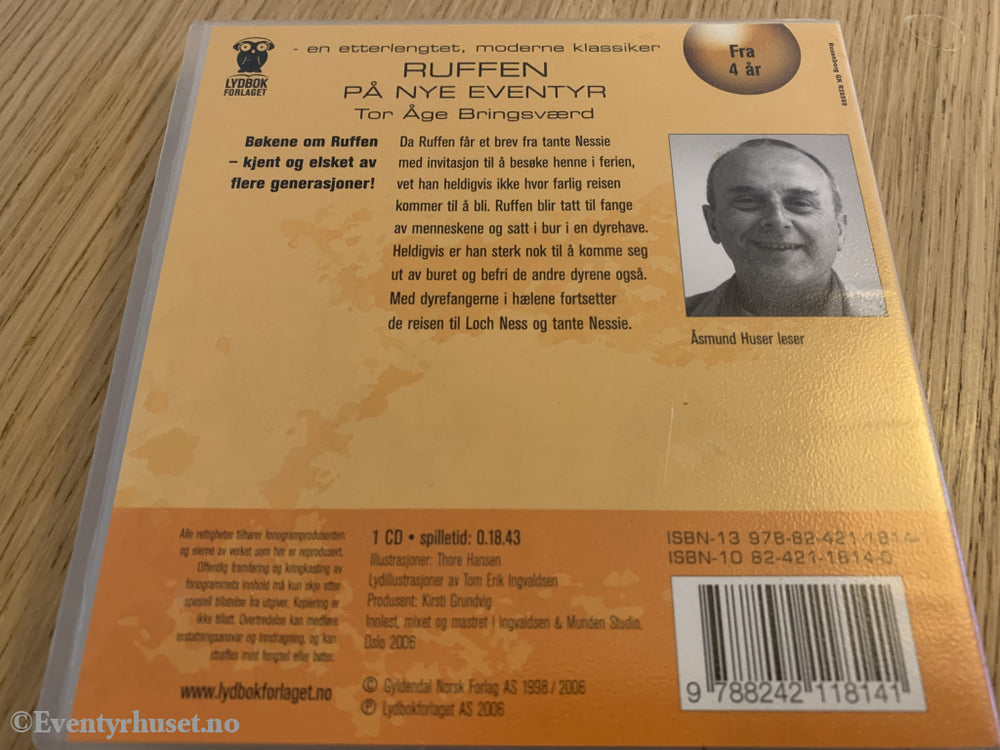 LYDBOK
FORLAGET
- en etterlengtet, moderne klassiker
RUFFEN
PÅ NYE EVENTYR
Tor Åge Bringsværd
Fra
4 år
Rosenborg GK R28500
Bøkene om Ruffen
– kjent og elsket av
flere generasjoner!
Da Ruffen får et brev fra tante Nessie
med invitasjon til å besøke henne i ferien,
vet han heldigvis ikke hvor farlig reisen
kommer til å bli. Ruffen blir tatt til fange
av menneskene og satt i bur i en dyrehave.
Heldigvis er han sterk nok til å komme seg
ut av buret og befri de andre dyrene også.
Med dyrefangerne i hælene fortsetter
de reisen til Loch Ness og tante Nessie.
Åsmund Huser leser
Alle rettigheter tilhører fonogramprodusenten
og eierne av verket som her er reprodusert.
Offentlig framføring og kringkasting av
fonogrammets innhold må kun skje etter
spesiell tillatelse fra utgiver. Kopiering er
ikke tillatt. Overtredelse kan medføre
erstatningsansvar og inndragning, og kan
straffes med fengsel eller bøter.
www.lydbokforlaget.no
1 CD • spilletid: 0.18.43
Illustrasjoner: Thore Hansen
Lydillustrasjoner av Tom Erik Ingvaldsen
Produsent: Kirsti Grundvig
Innlest, mixet og mastret i Ingvaldsen & Munden Studio,
Oslo 2006
© Gyldendal Norsk Forlag AS 1998 / 2006
℗ Lydbokforlaget AS 2006
ISBN-13 978-82-421-1814-1
ISBN-10 82-421-1814-0
9 788242 118141
©Eventyrhuset.no